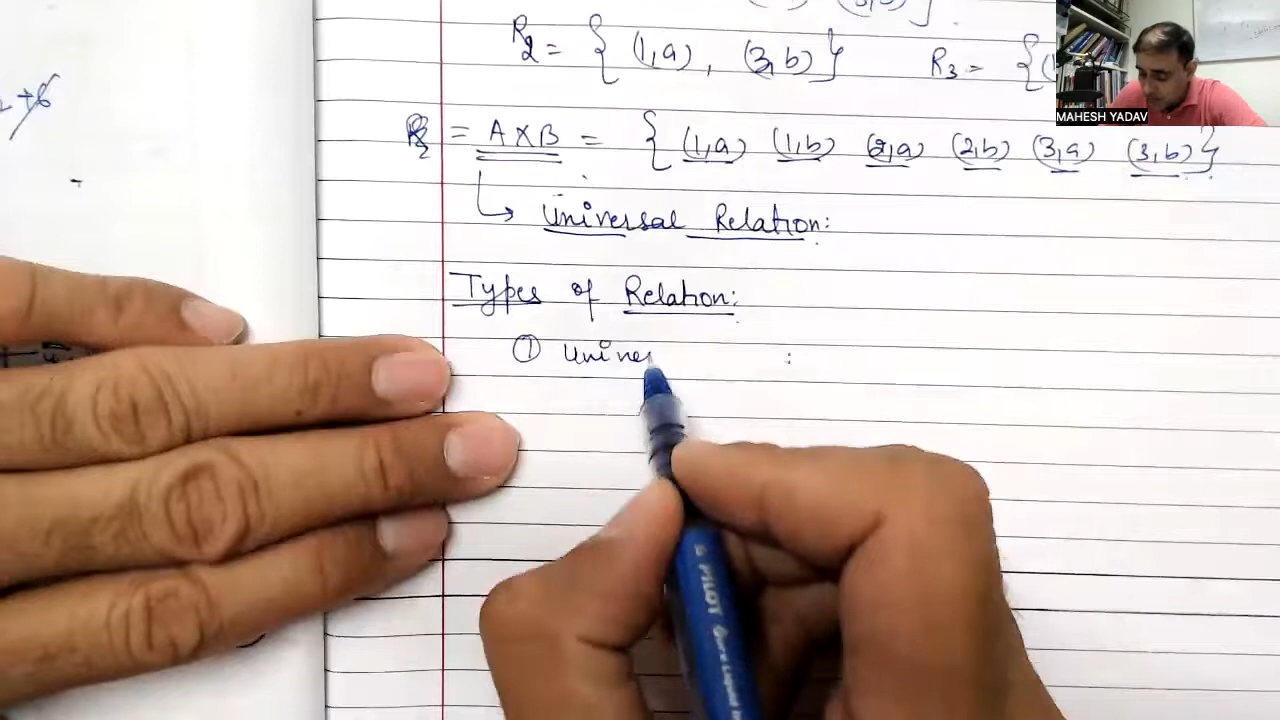 R2 = { (1,a) , (3,b) } R3 = {(
MAHESH YADAV
= A×B = { (1,a) (1,b) (2,a) (2,b) (3,a) (3,b) }
↳ Universal Relation:
Types of Relation:
① Univer :
PILOT